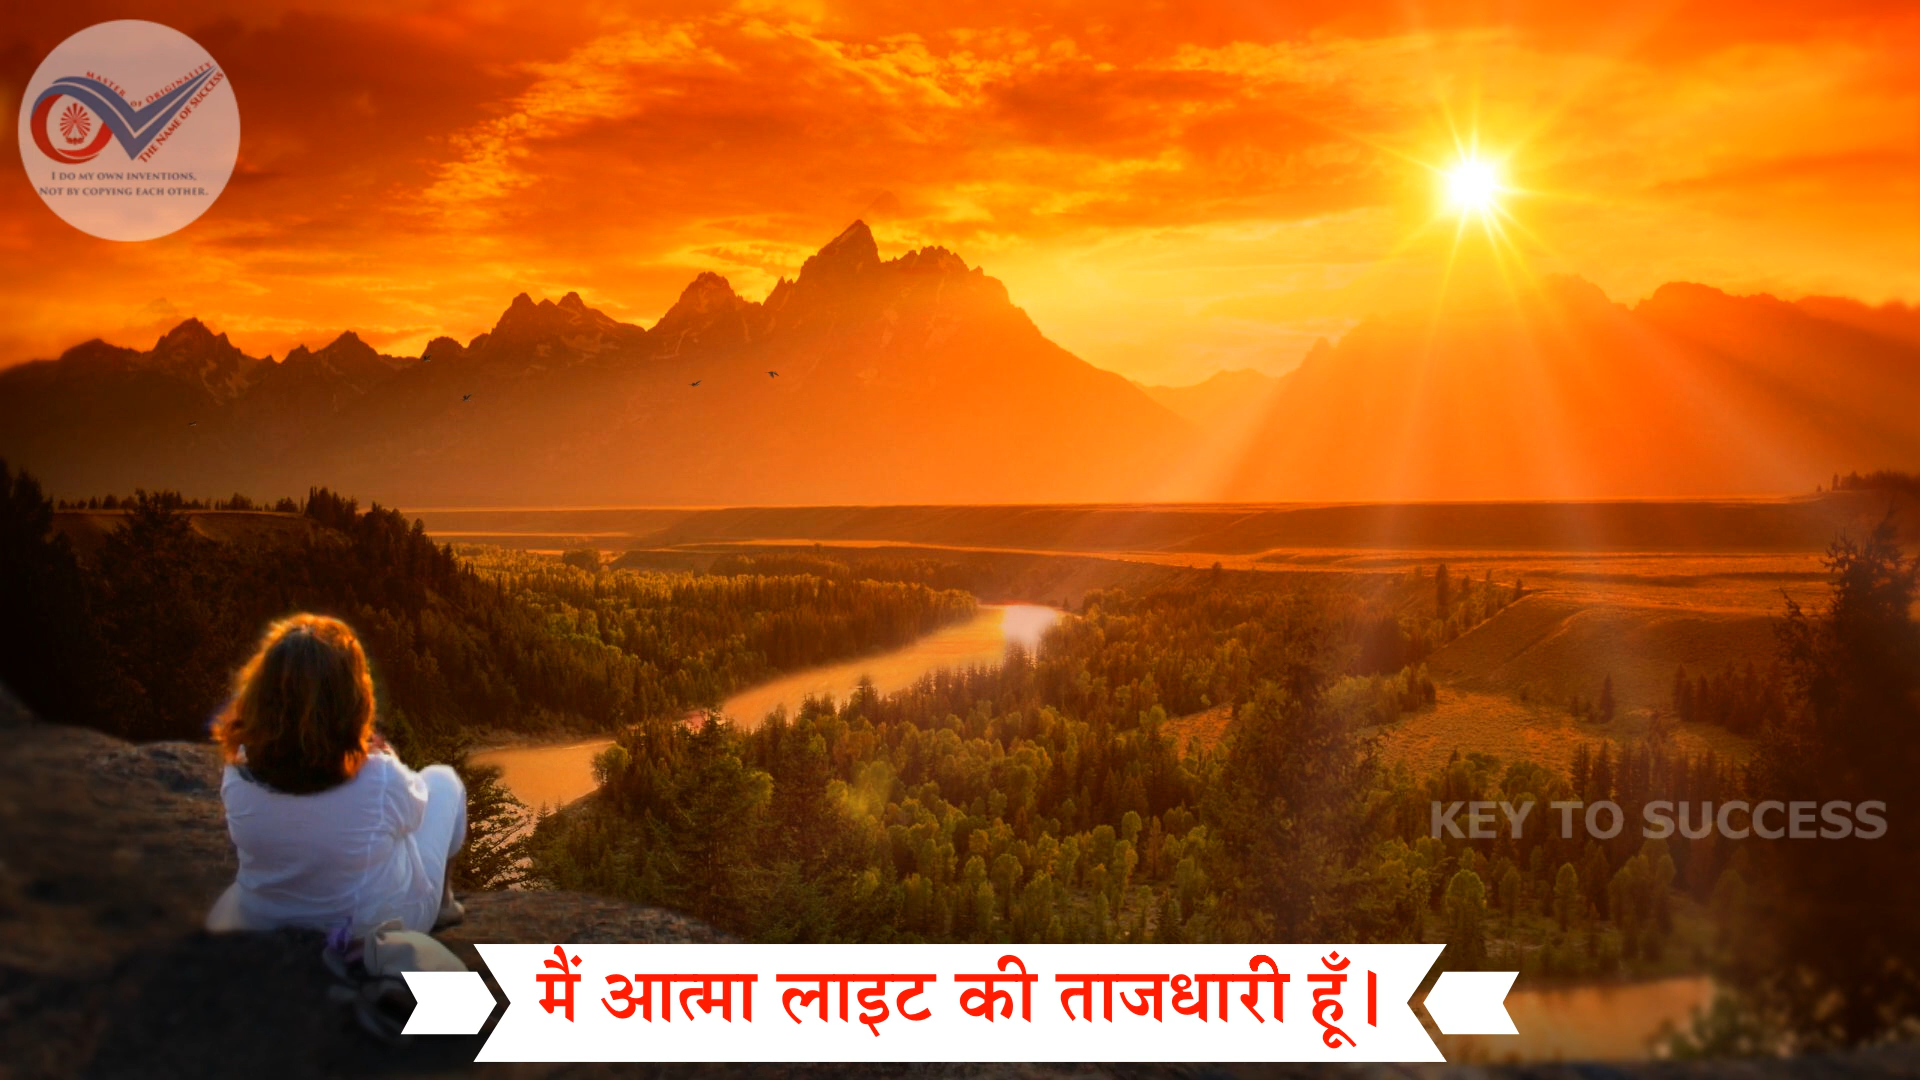 MASTER OF ORIGINALITY
THE NAME OF SUCCESS
I DO MY OWN INVENTIONS,
NOT BY COPYING EACH OTHER.
KEY TO SUCCESS
मैं आत्मा लाइट की ताजधारी हूँ।